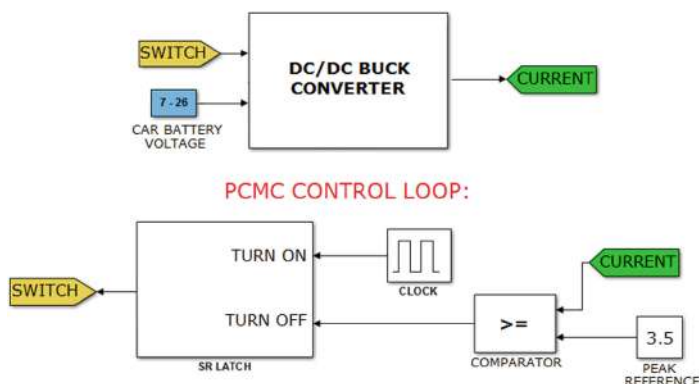 SWITCH
DC/DC BUCK
CONVERTER
CURRENT
7 - 26
CAR BATTERY
VOLTAGE
PCMC CONTROL LOOP:
TURN ON
CLOCK
CURRENT
SWITCH
TURN OFF
>=
3.5
SR LATCH
COMPARATOR
PEAK
REFERENCE